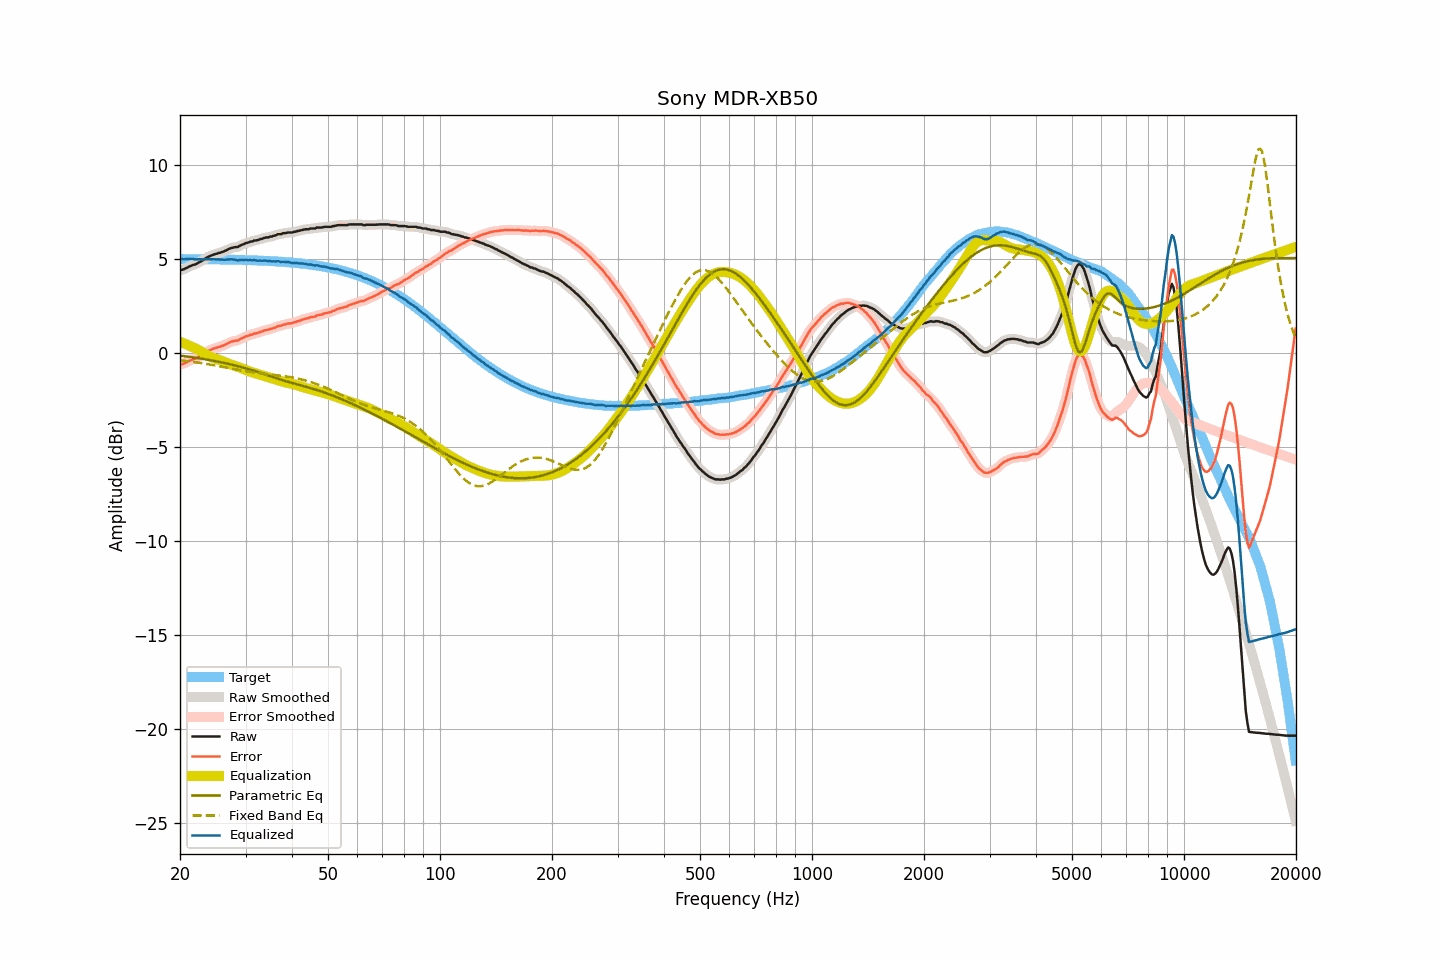 Sony MDR-XB50
Amplitude (dBr)
10
5
0
−5
−10
−15
−20
−25
Target
Raw Smoothed
Error Smoothed
Raw
Error
Equalization
Parametric Eq
Fixed Band Eq
Equalized
20 50 100 200 500 1000 2000 5000 10000 20000
Frequency (Hz)